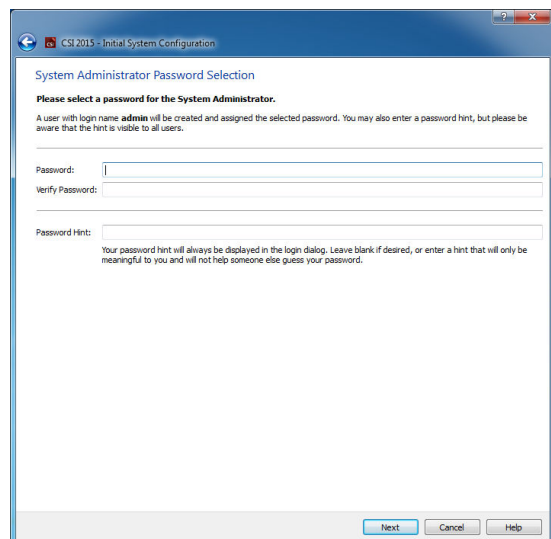 CSI 2015 - Initial System Configuration
System Administrator Password Selection
Please select a password for the System Administrator.
A user with login name admin will be created and assigned the selected password. You may also enter a password hint, but please be
aware that the hint is visible to all users.
Password:
Verify Password:
Password Hint:
Your password hint will always be displayed in the login dialog. Leave blank if desired, or enter a hint that will only be
meaningful to you and will not help someone else guess your password.
Next Cancel Help